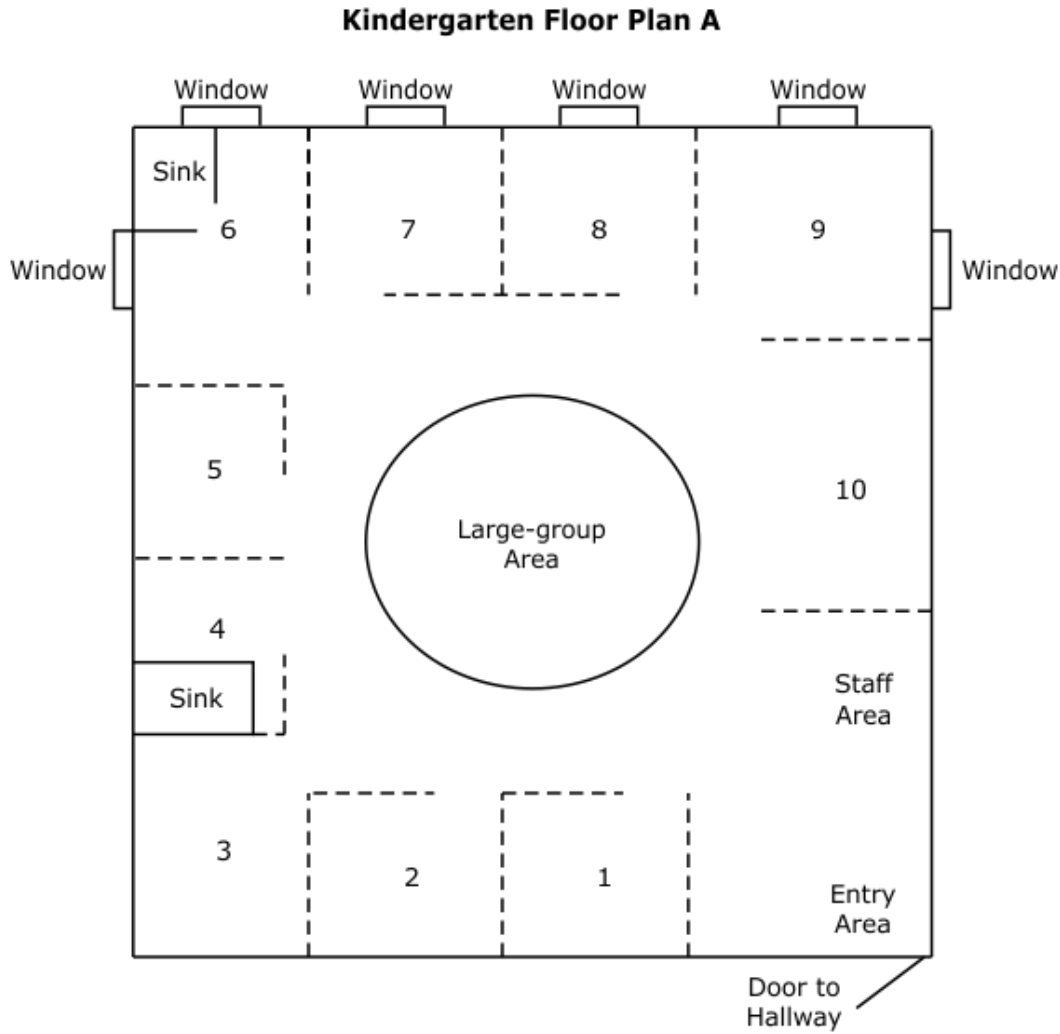 Kindergarten Floor Plan A
Window Window Window Window
Sink
6 7 8 9
Window Window
5
10
Large-group
Area
4
Sink
Staff
Area
3
2 1
Entry
Area
Door to
Hallway